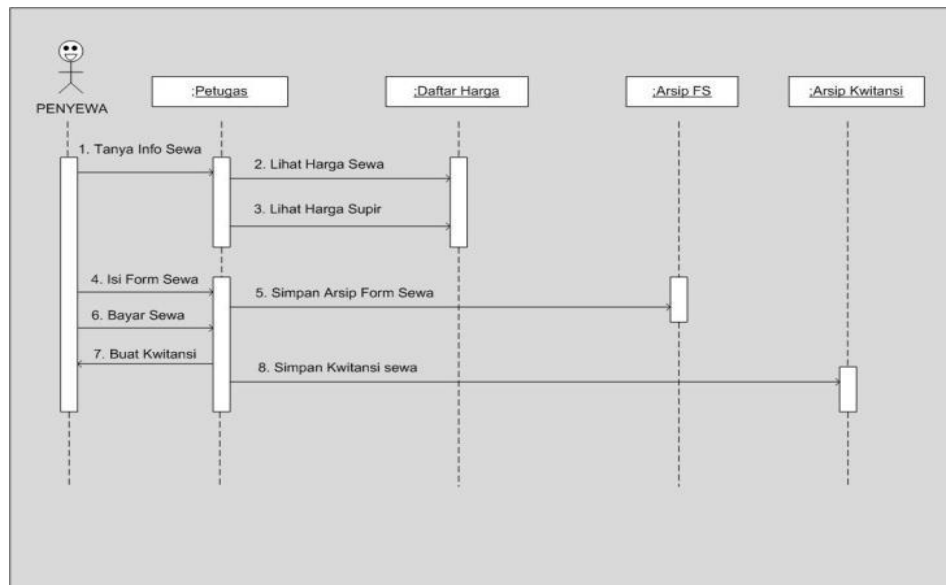 PENYEWA
:Petugas
:Daftar Harga
:Arsip FS
:Arsip Kwitansi
1. Tanya Info Sewa
2. Lihat Harga Sewa
3. Lihat Harga Supir
4. Isi Form Sewa
5. Simpan Arsip Form Sewa
6. Bayar Sewa
7. Buat Kwitansi
8. Simpan Kwitansi sewa